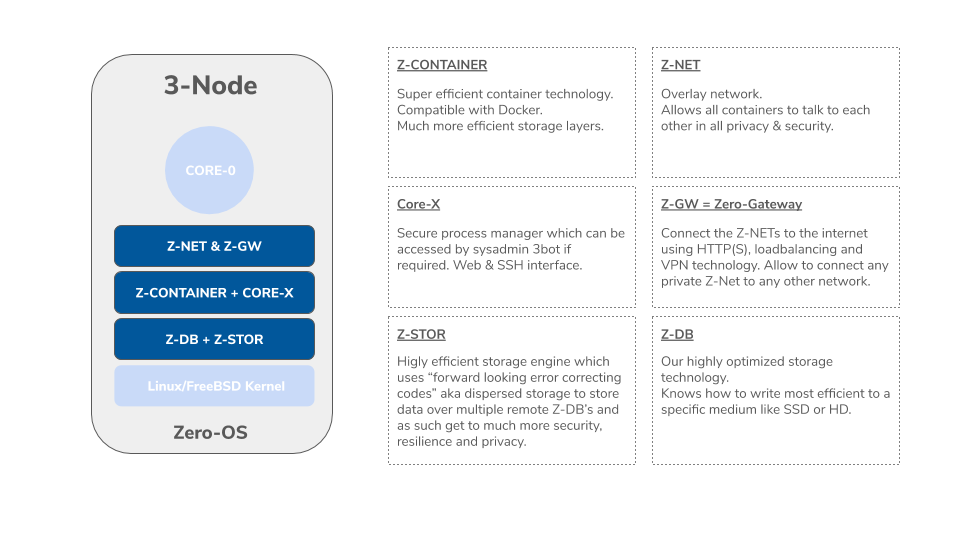 3-Node
CORE-0
Z-NET & Z-GW
Z-CONTAINER + CORE-X
Z-DB + Z-STOR
Linux/FreeBSD Kernel
Zero-OS
Z-CONTAINER
Super efficient container technology.
Compatible with Docker.
Much more efficient storage layers.
Z-NET
Overlay network.
Allows all containers to talk to each
other in all privacy & security.
Core-X
Secure process manager which can be
accessed by sysadmin 3bot if
required. Web & SSH interface.
Z-GW = Zero-Gateway
Connect the Z-NETs to the internet
using HTTP(S), loadbalancing and
VPN technology. Allow to connect any
private Z-Net to any other network.
Z-STOR
Higly efficient storage engine which
uses “forward looking error correcting
codes” aka dispersed storage to store
data over multiple remote Z-DB’s and
as such get to much more security,
resilience and privacy.
Z-DB
Our highly optimized storage
technology.
Knows how to write most efficient to a
specific medium like SSD or HD.